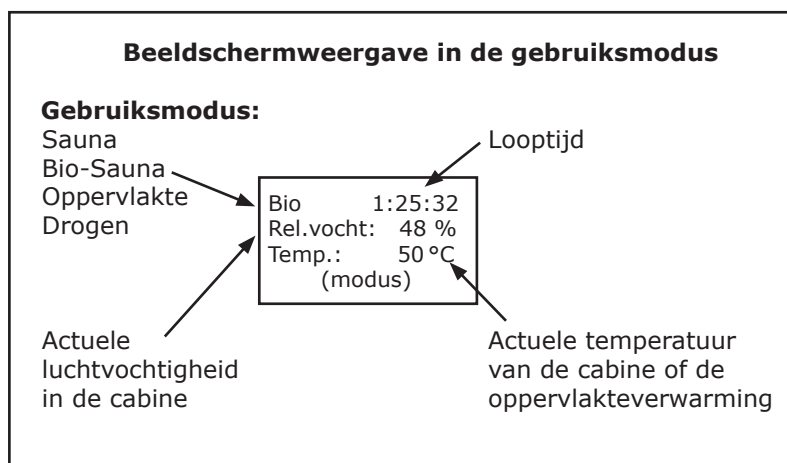 Beeldschermweergave in de gebruiksmodus
Gebruiksmodus:
Sauna
Bio-Sauna
Oppervlakte
Drogen
Looptijd
Bio 1:25:32
Rel.vocht: 48 %
Temp.: 50 °C
(modus)
Actuele
luchtvochtigheid
in de cabine
Actuele temperatuur
van de cabine of de
oppervlakteverwarming